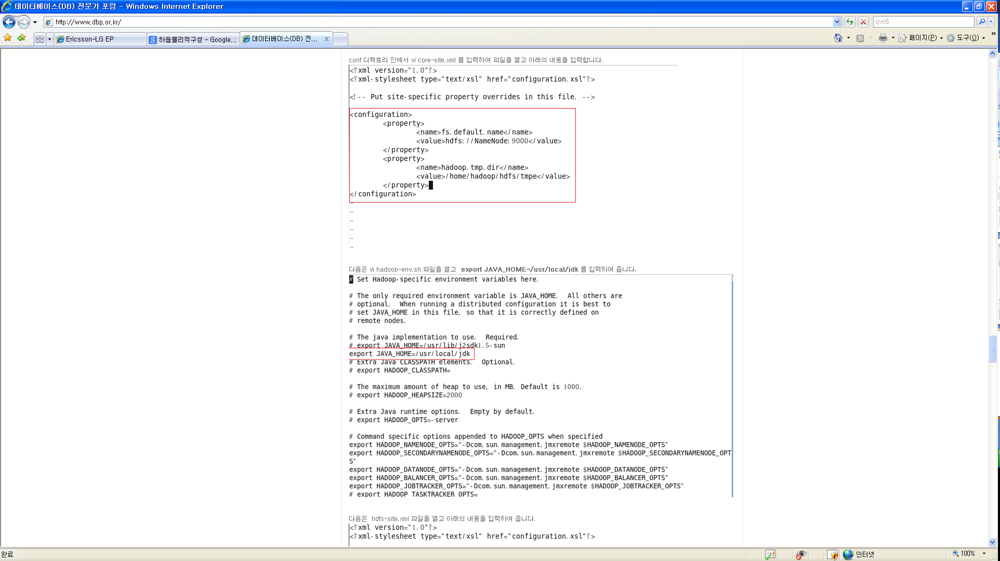 데이터베이스(DB) 전문가 포럼 - Windows Internet Explorer
http://www.dbp.or.kr/
qvo6
Ericsson-LG EP
하둡물리적구성 - Google...
데이터베이스(DB) 전...
페이지(P)
도구(O)
conf 디렉토리 안에서 vi core-site.xml 를 입력하여 파일을 열고 아래의 내용을 입력합니다.
<?xml version="1.0"?>
<?xml-stylesheet type="text/xsl" href="configuration.xsl"?>
<!-- Put site-specific property overrides in this file. -->
<configuration>
<property>
<name>fs.default.name</name>
<value>hdfs://NameNode:9000</value>
</property>
<property>
<name>hadoop.tmp.dir</name>
<value>/home/hadoop/hdfs/tmpe</value>
</property>
</configuration>
~
~
~
~
~
~
다음은 vi hadoop-env.sh 파일을 열고 export JAVA_HOME=/usr/local/jdk 를 입력하여 줍니다.
# Set Hadoop-specific environment variables here.
# The only required environment variable is JAVA_HOME. All others are
# optional. When running a distributed configuration it is best to
# set JAVA_HOME in this file, so that it is correctly defined on
# remote nodes.
# The java implementation to use. Required.
# export JAVA_HOME=/usr/lib/j2sdk1.5-sun
export JAVA_HOME=/usr/local/jdk
# Extra Java CLASSPATH elements. Optional.
# export HADOOP_CLASSPATH=
# The maximum amount of heap to use, in MB. Default is 1000.
# export HADOOP_HEAPSIZE=2000
# Extra Java runtime options. Empty by default.
# export HADOOP_OPTS=-server
# Command specific options appended to HADOOP_OPTS when specified
export HADOOP_NAMENODE_OPTS="-Dcom.sun.management.jmxremote $HADOOP_NAMENODE_OPTS"
export HADOOP_SECONDARYNAMENODE_OPTS="-Dcom.sun.management.jmxremote $HADOOP_SECONDARYNAMENODE_OPT
S"
export HADOOP_DATANODE_OPTS="-Dcom.sun.management.jmxremote $HADOOP_DATANODE_OPTS"
export HADOOP_BALANCER_OPTS="-Dcom.sun.management.jmxremote $HADOOP_BALANCER_OPTS"
export HADOOP_JOBTRACKER_OPTS="-Dcom.sun.management.jmxremote $HADOOP_JOBTRACKER_OPTS"
# export HADOOP_TASKTRACKER_OPTS=
다음은 hdfs-site.xml 파일을 열고 아래의 내용을 입력하여 줍니다.
<?xml version="1.0"?>
<?xml-stylesheet type="text/xsl" href="configuration.xsl"?>
완료
인터넷
100%